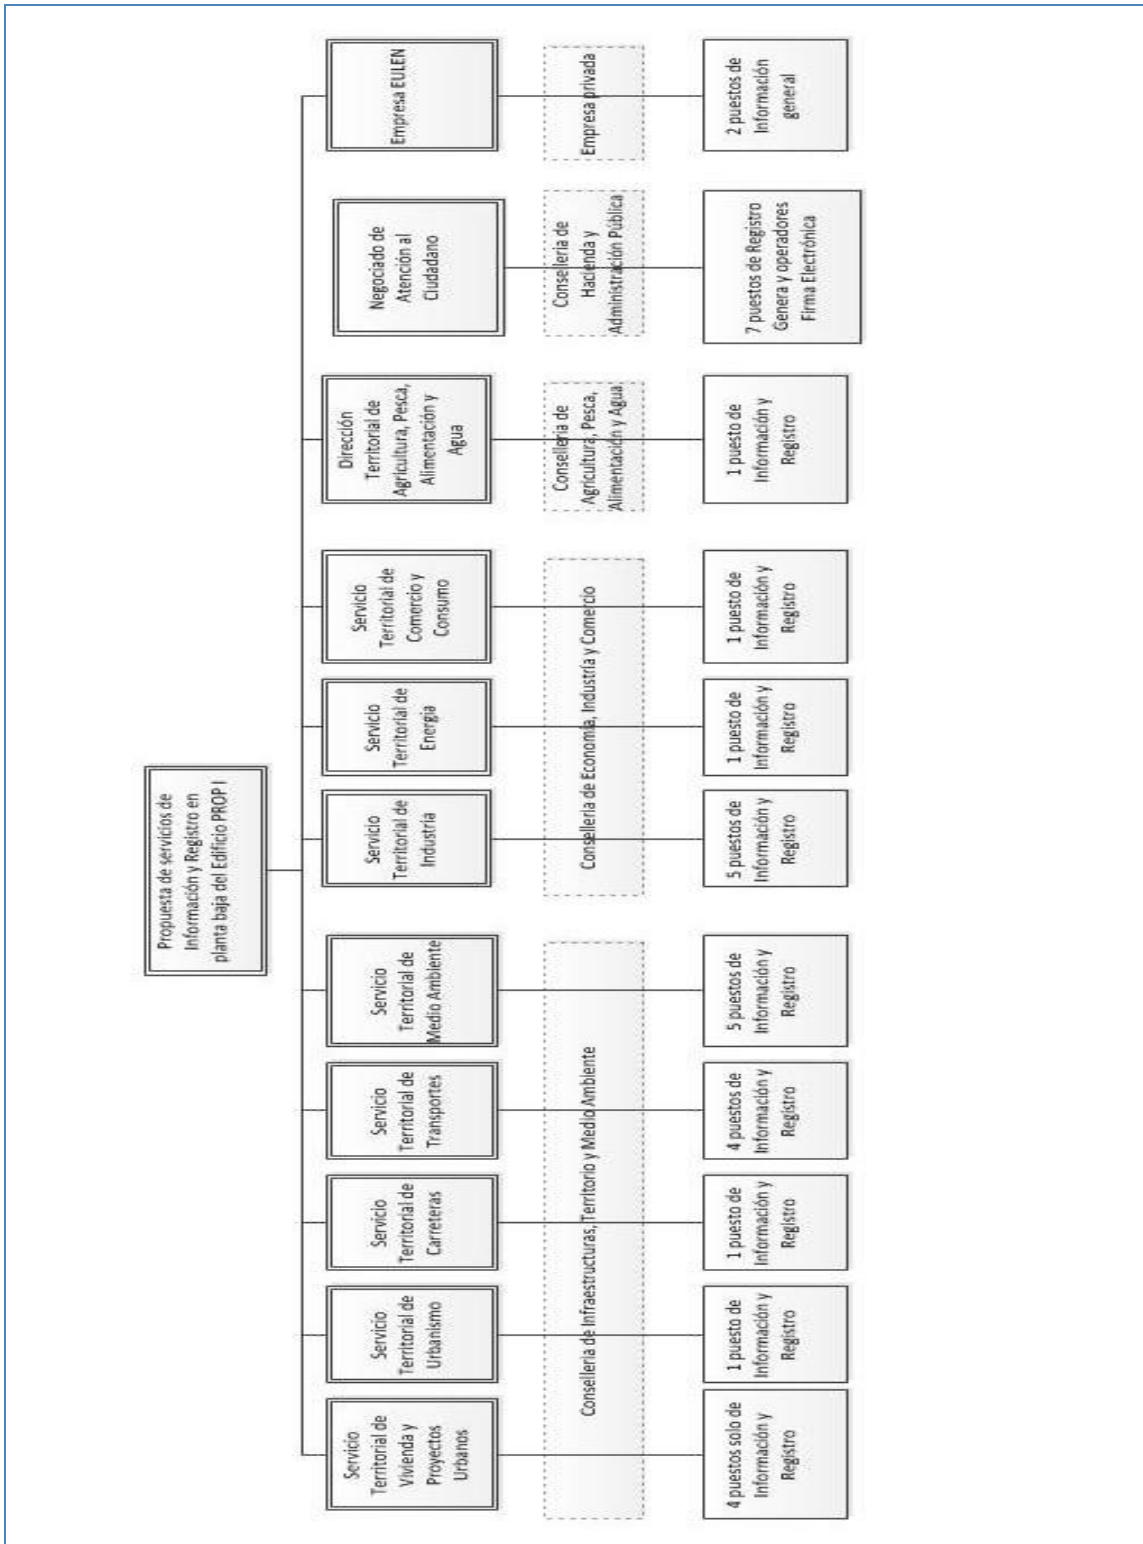 Propuesta de servicios de
Información y Registro en
planta baja del Edificio PROP I
Servicio
Territorial de
Vivienda y
Proyectos
Urbanos
Servicio
Territorial de
Urbanismo
Servicio
Territorial de
Carreteras
Servicio
Territorial de
Transportes
Servicio
Territorial de
Medio Ambiente
Servicio
Territorial de
Industria
Servicio
Territorial de
Energia
Servicio
Territorial de
Comercio y
Consumo
Dirección
Territorial de
Agricultura, Pesca,
Alimentación y
Agua
Negociado de
Atención al
Ciudadano
Empresa EULEN
Conselleria de Infraestructuras, Territorio y Medio Ambiente
Conselleria de Economía, Industria y Comercio
Conselleria de
Agricultura, Pesca,
Alimentación y Agua
Conselleria de
Hacienda y
Administración Pública
Empresa privada
4 puestos solo de
Información y
Registro
1 puesto de
Información y
Registro
1 puesto de
Información y
Registro
4 puestos de
Información y
Registro
5 puestos de
Información y
Registro
5 puestos de
Información y
Registro
1 puesto de
Información y
Registro
1 puesto de
Información y
Registro
1 puesto de
Información y
Registro
7 puestos de Registro
Genera y operadores
Firma Electrónica
2 puestos de
Información
general